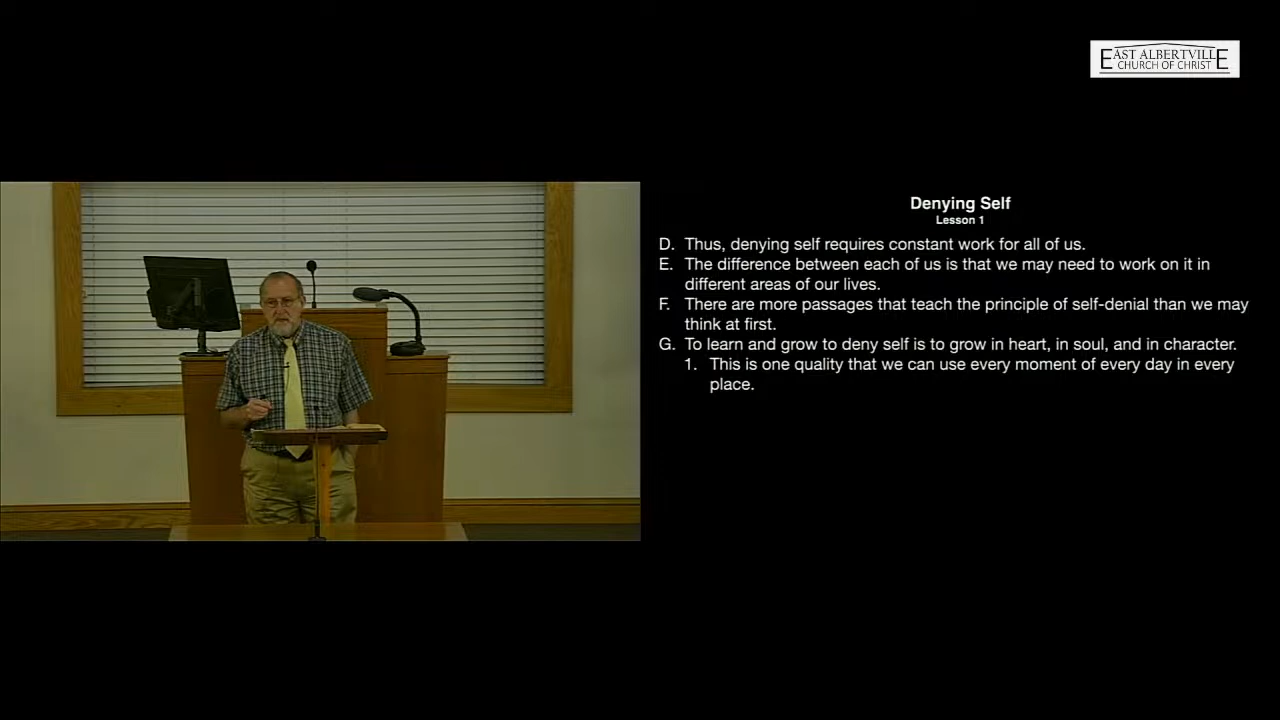 EAST ALBERTVILLE
CHURCH OF CHRIST
Denying Self
Lesson 1
D. Thus, denying self requires constant work for all of us.
E. The difference between each of us is that we may need to work on it in
different areas of our lives.
F. There are more passages that teach the principle of self-denial than we may
think at first.
G. To learn and grow to deny self is to grow in heart, in soul, and in character.
1. This is one quality that we can use every moment of every day in every
place.